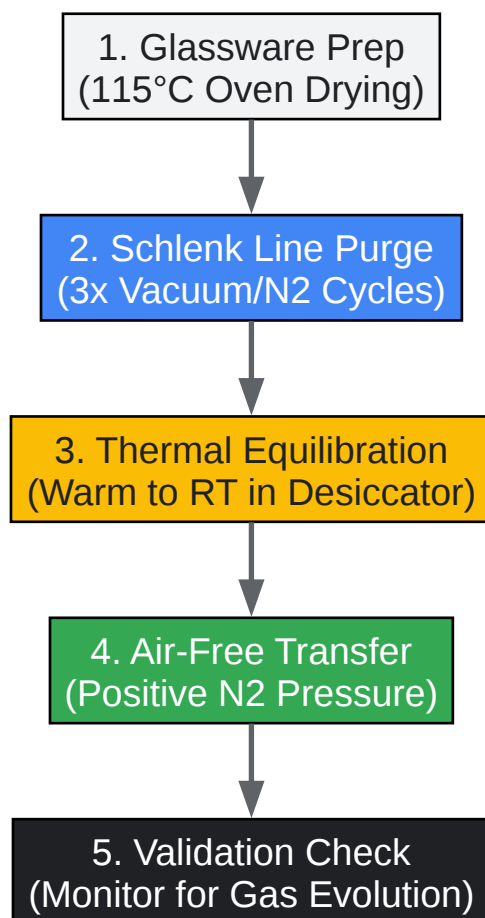 1. Glassware Prep
(115°C Oven Drying)
2. Schlenk Line Purge
(3x Vacuum/N2 Cycles)
3. Thermal Equilibration
(Warm to RT in Desiccator)
4. Air-Free Transfer
(Positive N2 Pressure)
5. Validation Check
(Monitor for Gas Evolution)